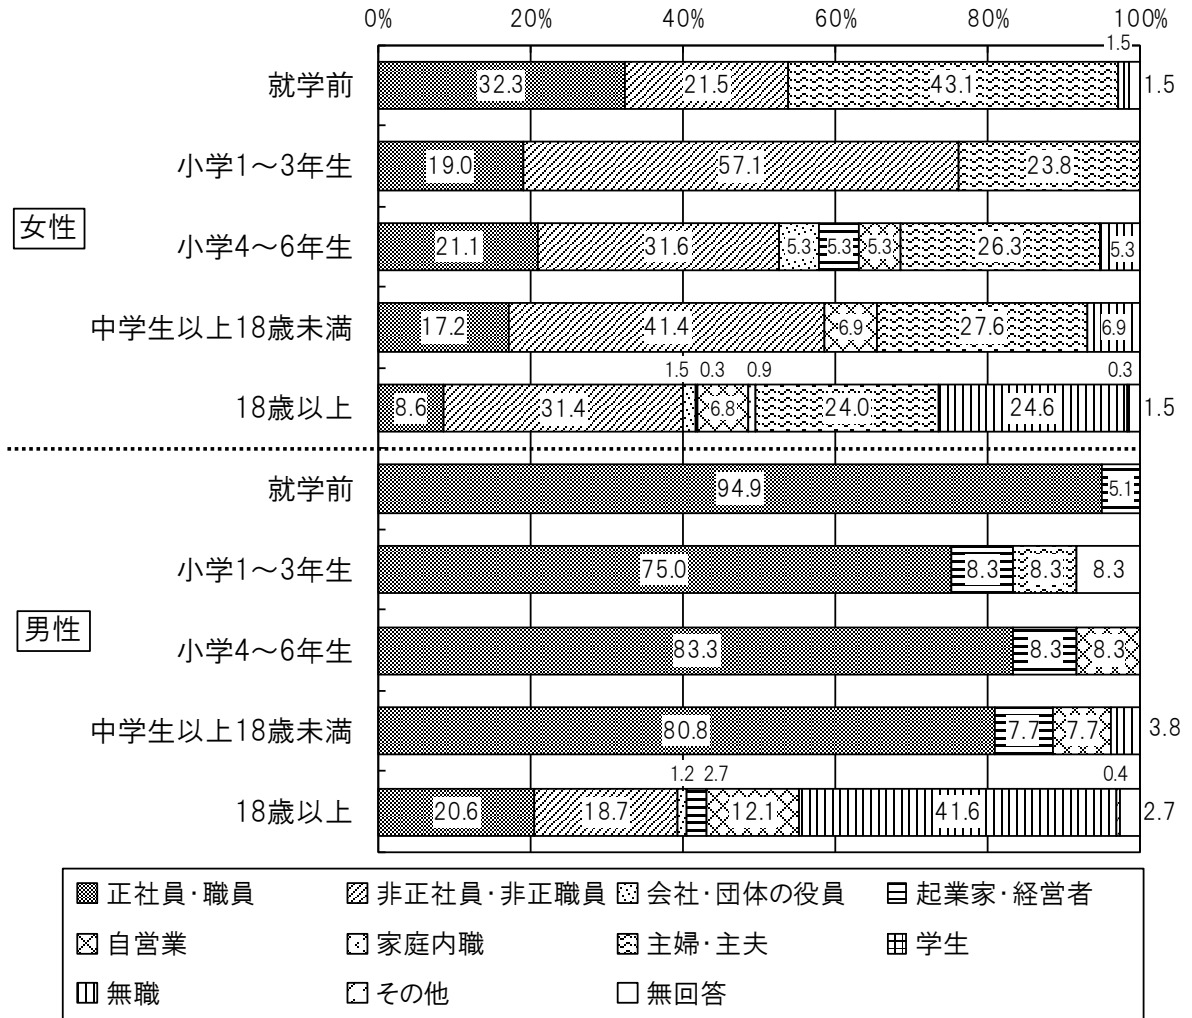 0% 20% 40% 60% 80% 100%
1.5
就学前 32.3 21.5 43.1 1.5
小学1～3年生 19.0 57.1 23.8
女性
小学4～6年生 21.1 31.6 5.3 5.3 5.3 26.3 5.3
中学生以上18歳未満 17.2 41.4 6.9 27.6 6.9
1.5 0.3 0.9 0.3
18歳以上 8.6 31.4 6.8 24.0 24.6 1.5
就学前 94.9 5.1
小学1～3年生 75.0 8.3 8.3 8.3
男性
小学4～6年生 83.3 8.3 8.3
中学生以上18歳未満 80.8 7.7 7.7 3.8
1.2 2.7 0.4
18歳以上 20.6 18.7 12.1 41.6 2.7
正社員・職員 非正社員・非正職員 会社・団体の役員 起業家・経営者
自営業 家庭内職 主婦・主夫 学生
無職 その他 無回答